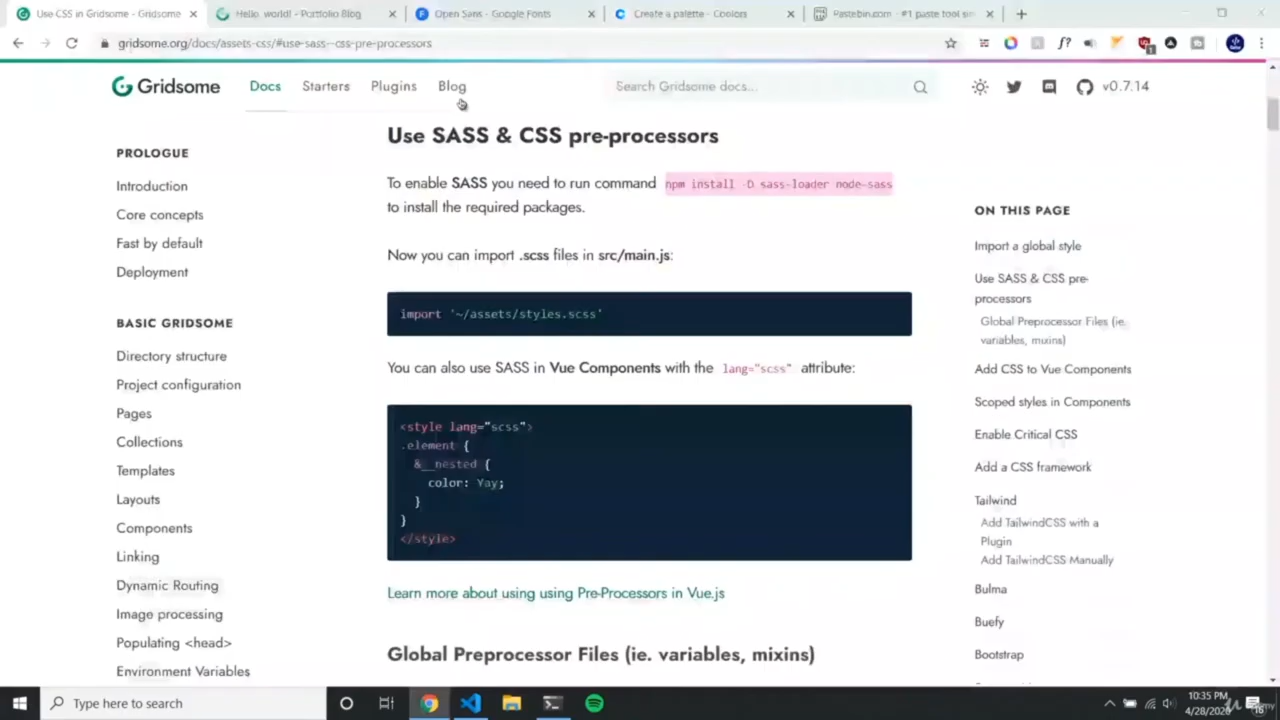 Use CSS in Gridsome - Gridsome
Hello, world! - Portfolio Blog
Open Sans - Google Fonts
Create a palette - Coolors
Pastebin.com - #1 paste tool sin
gridsome.org/docs/assets-css/#use-sass--css-pre-processors
Gridsome
Docs
Starters
Plugins
Blog
Search Gridsome docs...
v0.7.14
PROLOGUE
Introduction
Core concepts
Fast by default
Deployment
BASIC GRIDSOME
Directory structure
Project configuration
Pages
Collections
Templates
Layouts
Components
Linking
Dynamic Routing
Image processing
Populating <head>
Environment Variables
Use SASS & CSS pre-processors
To enable SASS you need to run command npm install -D sass-loader node-sass
to install the required packages.
Now you can import .scss files in src/main.js:
import '~/assets/styles.scss'
You can also use SASS in Vue Components with the lang="scss" attribute:
<style lang="scss">
.element {
&__nested {
color: Yay;
}
}
</style>
Learn more about using using Pre-Processors in Vue.js
Global Preprocessor Files (ie. variables, mixins)
ON THIS PAGE
Import a global style
Use SASS & CSS pre-
processors
Global Preprocessor Files (ie.
variables, mixins)
Add CSS to Vue Components
Scoped styles in Components
Enable Critical CSS
Add a CSS framework
Tailwind
Add TailwindCSS with a
Plugin
Add TailwindCSS Manually
Bulma
Buefy
Bootstrap
Type here to search
10:35 PM
4/28/2020